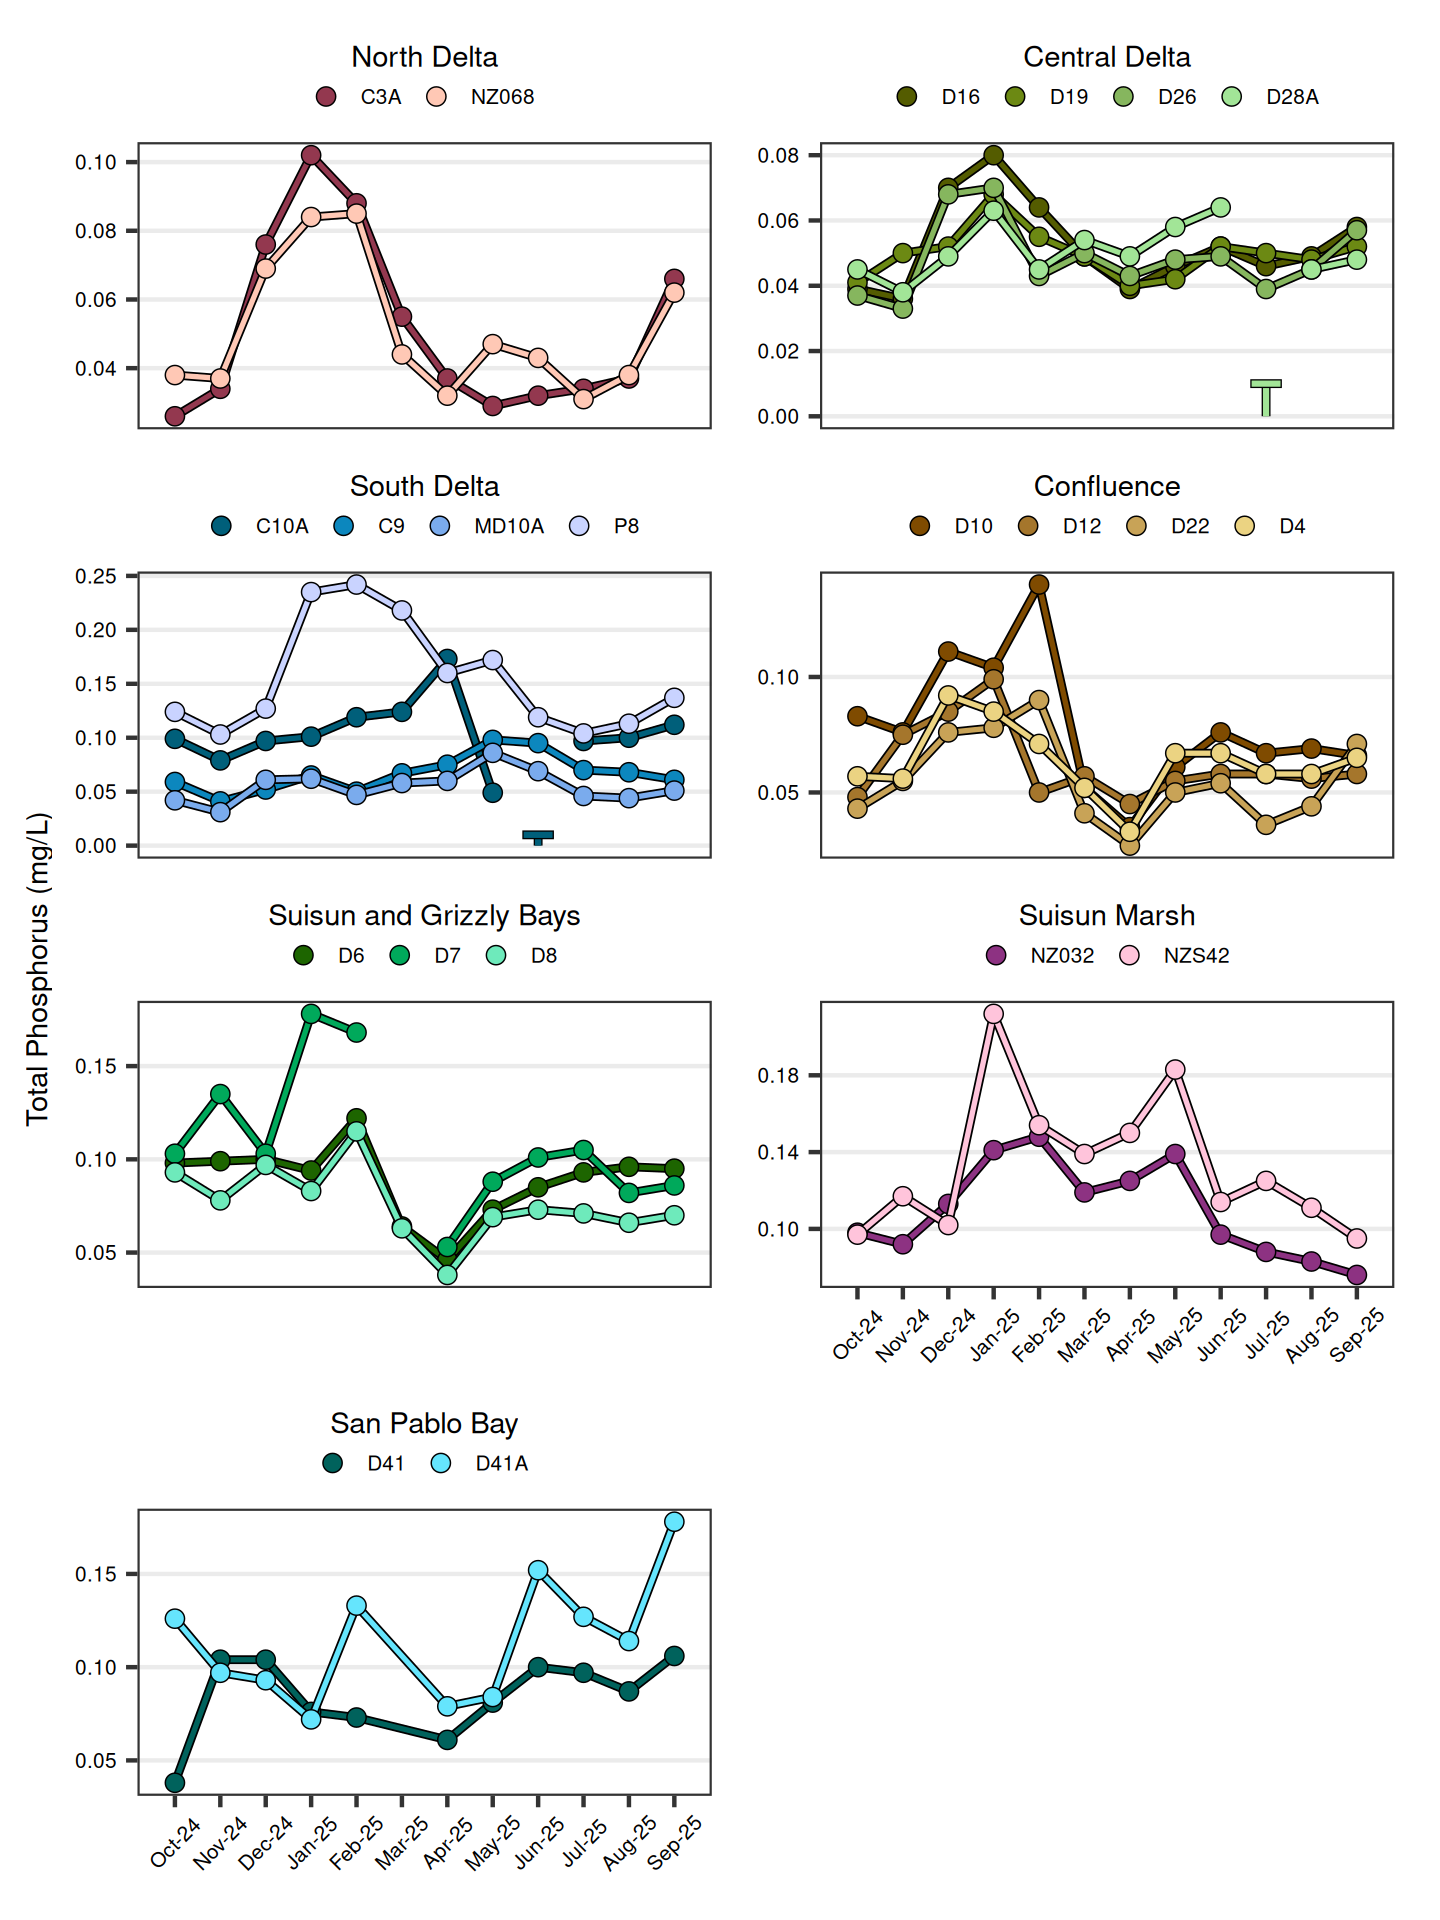 North Delta
C3A NZ068
0.10
0.08
0.06
0.04
Central Delta
D16 D19 D26 D28A
0.08
0.06
0.04
0.02
0.00
South Delta
C10A C9 MD10A P8
0.25
0.20
0.15
0.10
0.05
0.00
Confluence
D10 D12 D22 D4
0.10
0.05
Total Phosphorus (mg/L)
Suisun and Grizzly Bays
D6 D7 D8
0.15
0.10
0.05
Suisun Marsh
NZ032 NZS42
0.18
0.14
0.10
Oct-24 Nov-24 Dec-24 Jan-25 Feb-25 Mar-25 Apr-25 May-25 Jun-25 Jul-25 Aug-25 Sep-25
San Pablo Bay
D41 D41A
0.15
0.10
0.05
Oct-24 Nov-24 Dec-24 Jan-25 Feb-25 Mar-25 Apr-25 May-25 Jun-25 Jul-25 Aug-25 Sep-25